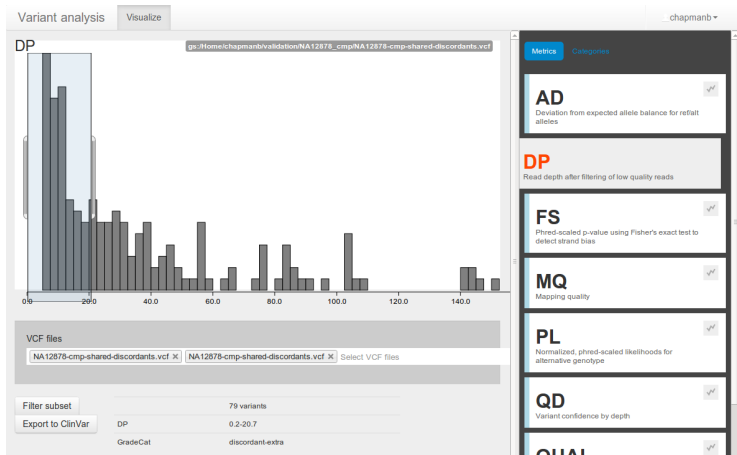 Variant analysis Visualize chapmanb
DP
gs:/Home/chapmanb/validation/NA12878_cmp/NA12878-cmp-shared-discordants.vcf
0.0 20.0 40.0 60.0 80.0 100.0 120.0 140.0
VCF files
NA12878-cmp-shared-discordants.vcf × NA12878-cmp-shared-discordants.vcf × Select VCF files
Filter subset
Export to ClinVar
79 variants
DP 0.2-20.7
GradeCat discordant-extra
Metrics Categories
AD
Deviation from expected allele balance for ref/alt
alleles
DP
Read depth after filtering of low quality reads
FS
Phred-scaled p-value using Fisher's exact test to
detect strand bias
MQ
Mapping quality
PL
Normalized, phred-scaled likelihoods for
alternative genotype
QD
Variant confidence by depth
QUAL